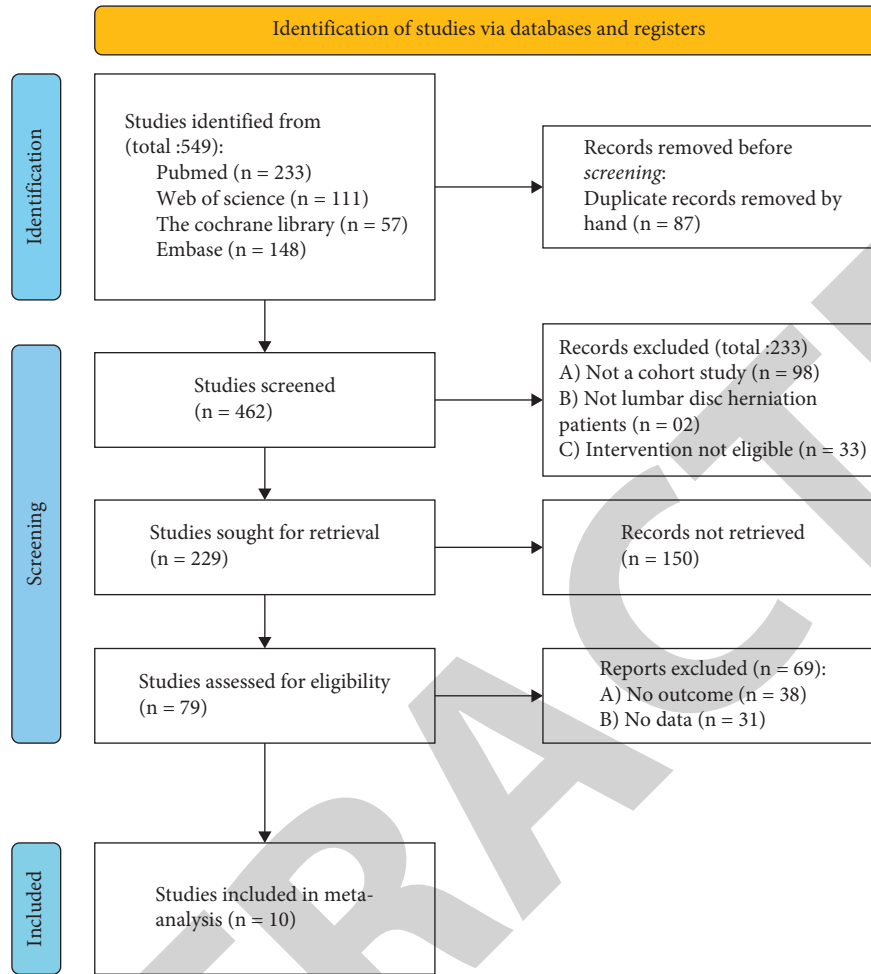 Identification of studies via databases and registers
Identification
Studies identified from
(total :549):
Pubmed (n = 233)
Web of science (n = 111)
The cochrane library (n = 57)
Embase (n = 148)
Records removed before
screening:
Duplicate records removed by
hand (n = 87)
Screening
Studies screened
(n = 462)
Records excluded (total :233)
A) Not a cohort study (n = 98)
B) Not lumbar disc herniation
patients (n = 02)
C) Intervention not eligible (n = 33)
Studies sought for retrieval
(n = 229)
Records not retrieved
(n = 150)
Studies assessed for eligibility
(n = 79)
Reports excluded (n = 69):
A) No outcome (n = 38)
B) No data (n = 31)
Included
Studies included in meta-
analysis (n = 10)
TRACT